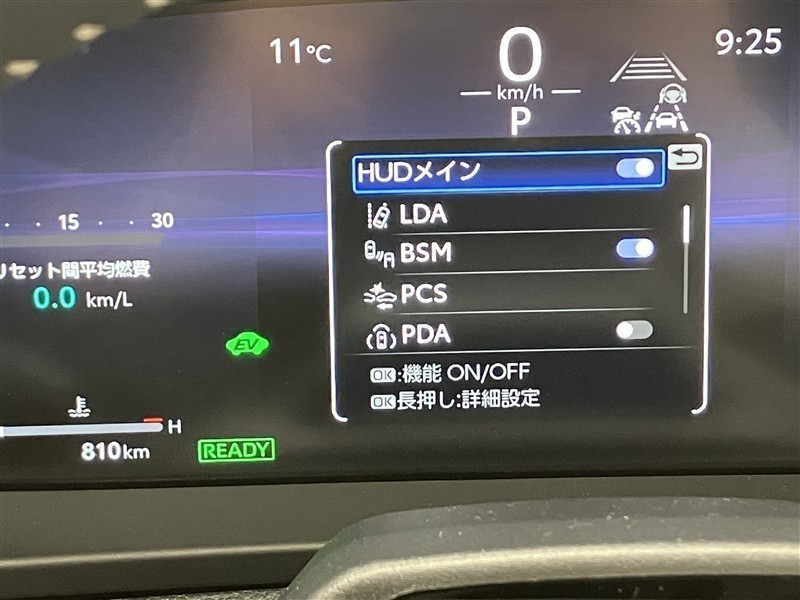 11℃
0
km/h
P
9:25
HUDメイン
LDA
BSM
PCS
PDA
OK:機能 ON/OFF
OK長押し:詳細設定
15 30
リセット間平均燃費
0.0 km/L
EV
H
810km
READY